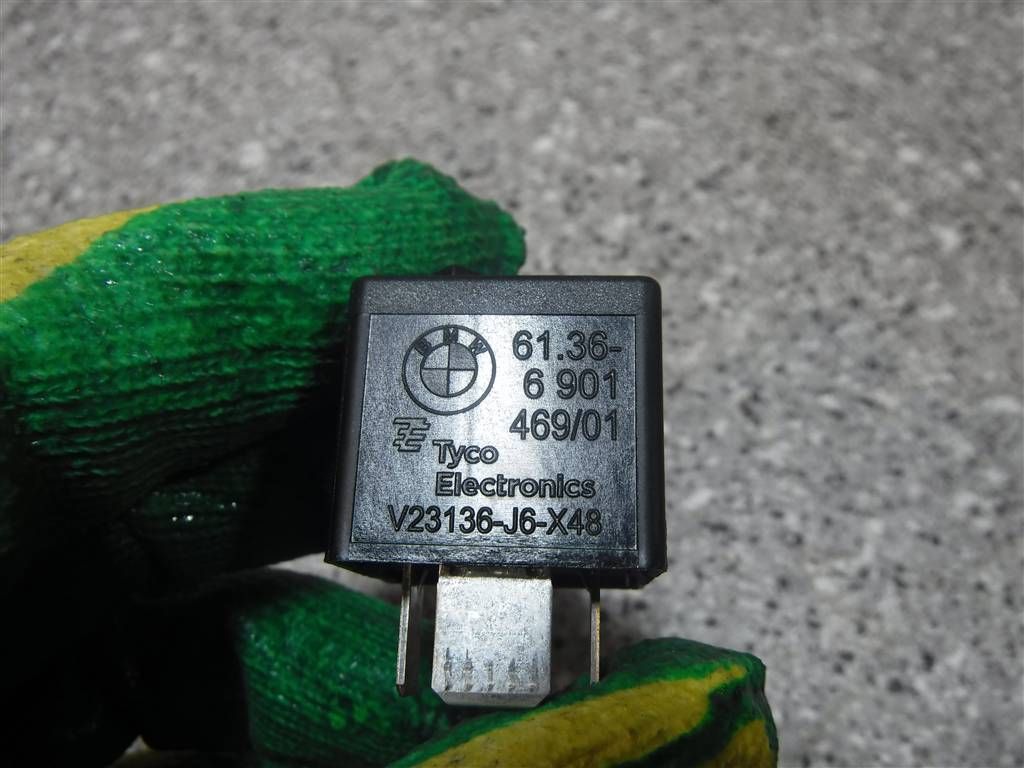 BMW
61.36-
6 901
469/01
Tyco
Electronics
V23136-J6-X48